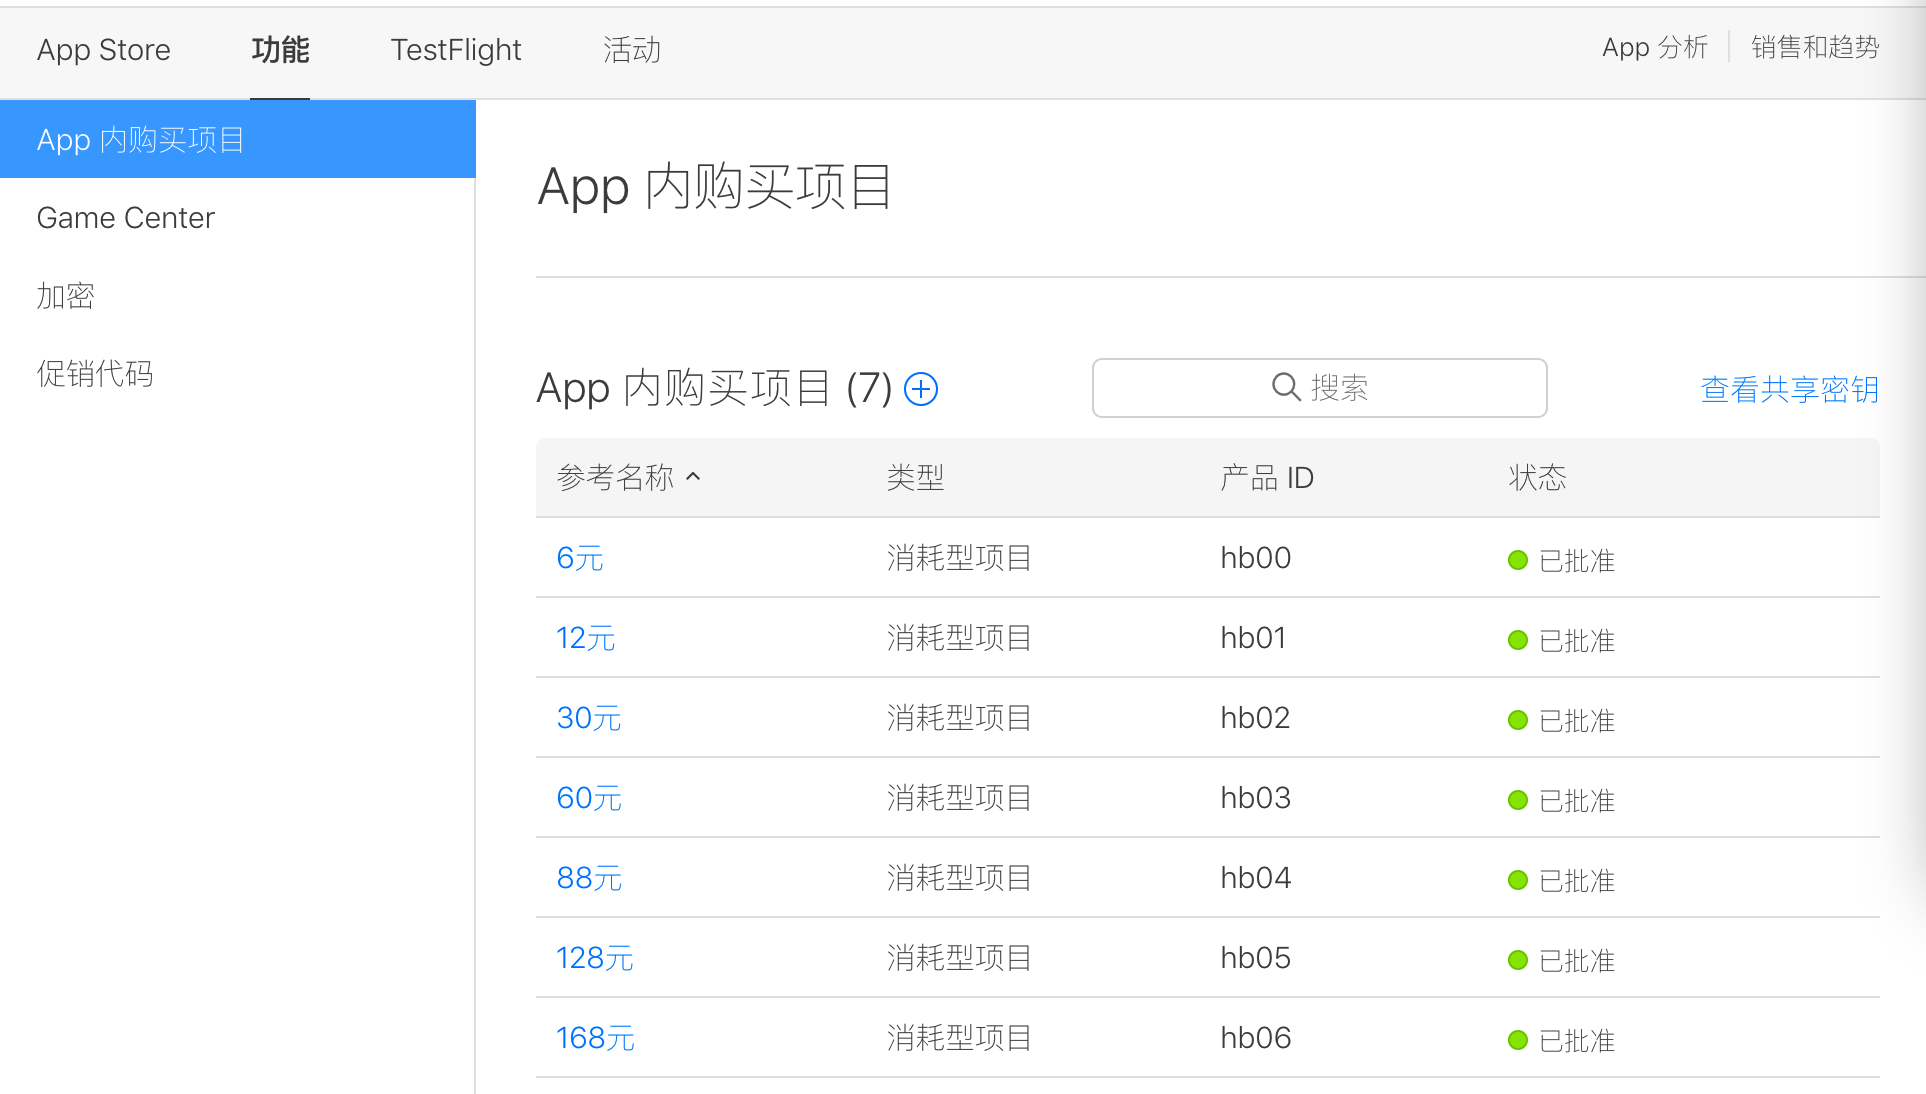 App Store 功能 TestFlight 活动 App 分析 销售和趋势
App 内购买项目
Game Center
加密
促销代码
App 内购买项目
App 内购买项目 (7) 搜索 查看共享密钥
参考名称 类型 产品 ID 状态
6元 消耗型项目 hb00 已批准
12元 消耗型项目 hb01 已批准
30元 消耗型项目 hb02 已批准
60元 消耗型项目 hb03 已批准
88元 消耗型项目 hb04 已批准
128元 消耗型项目 hb05 已批准
168元 消耗型项目 hb06 已批准